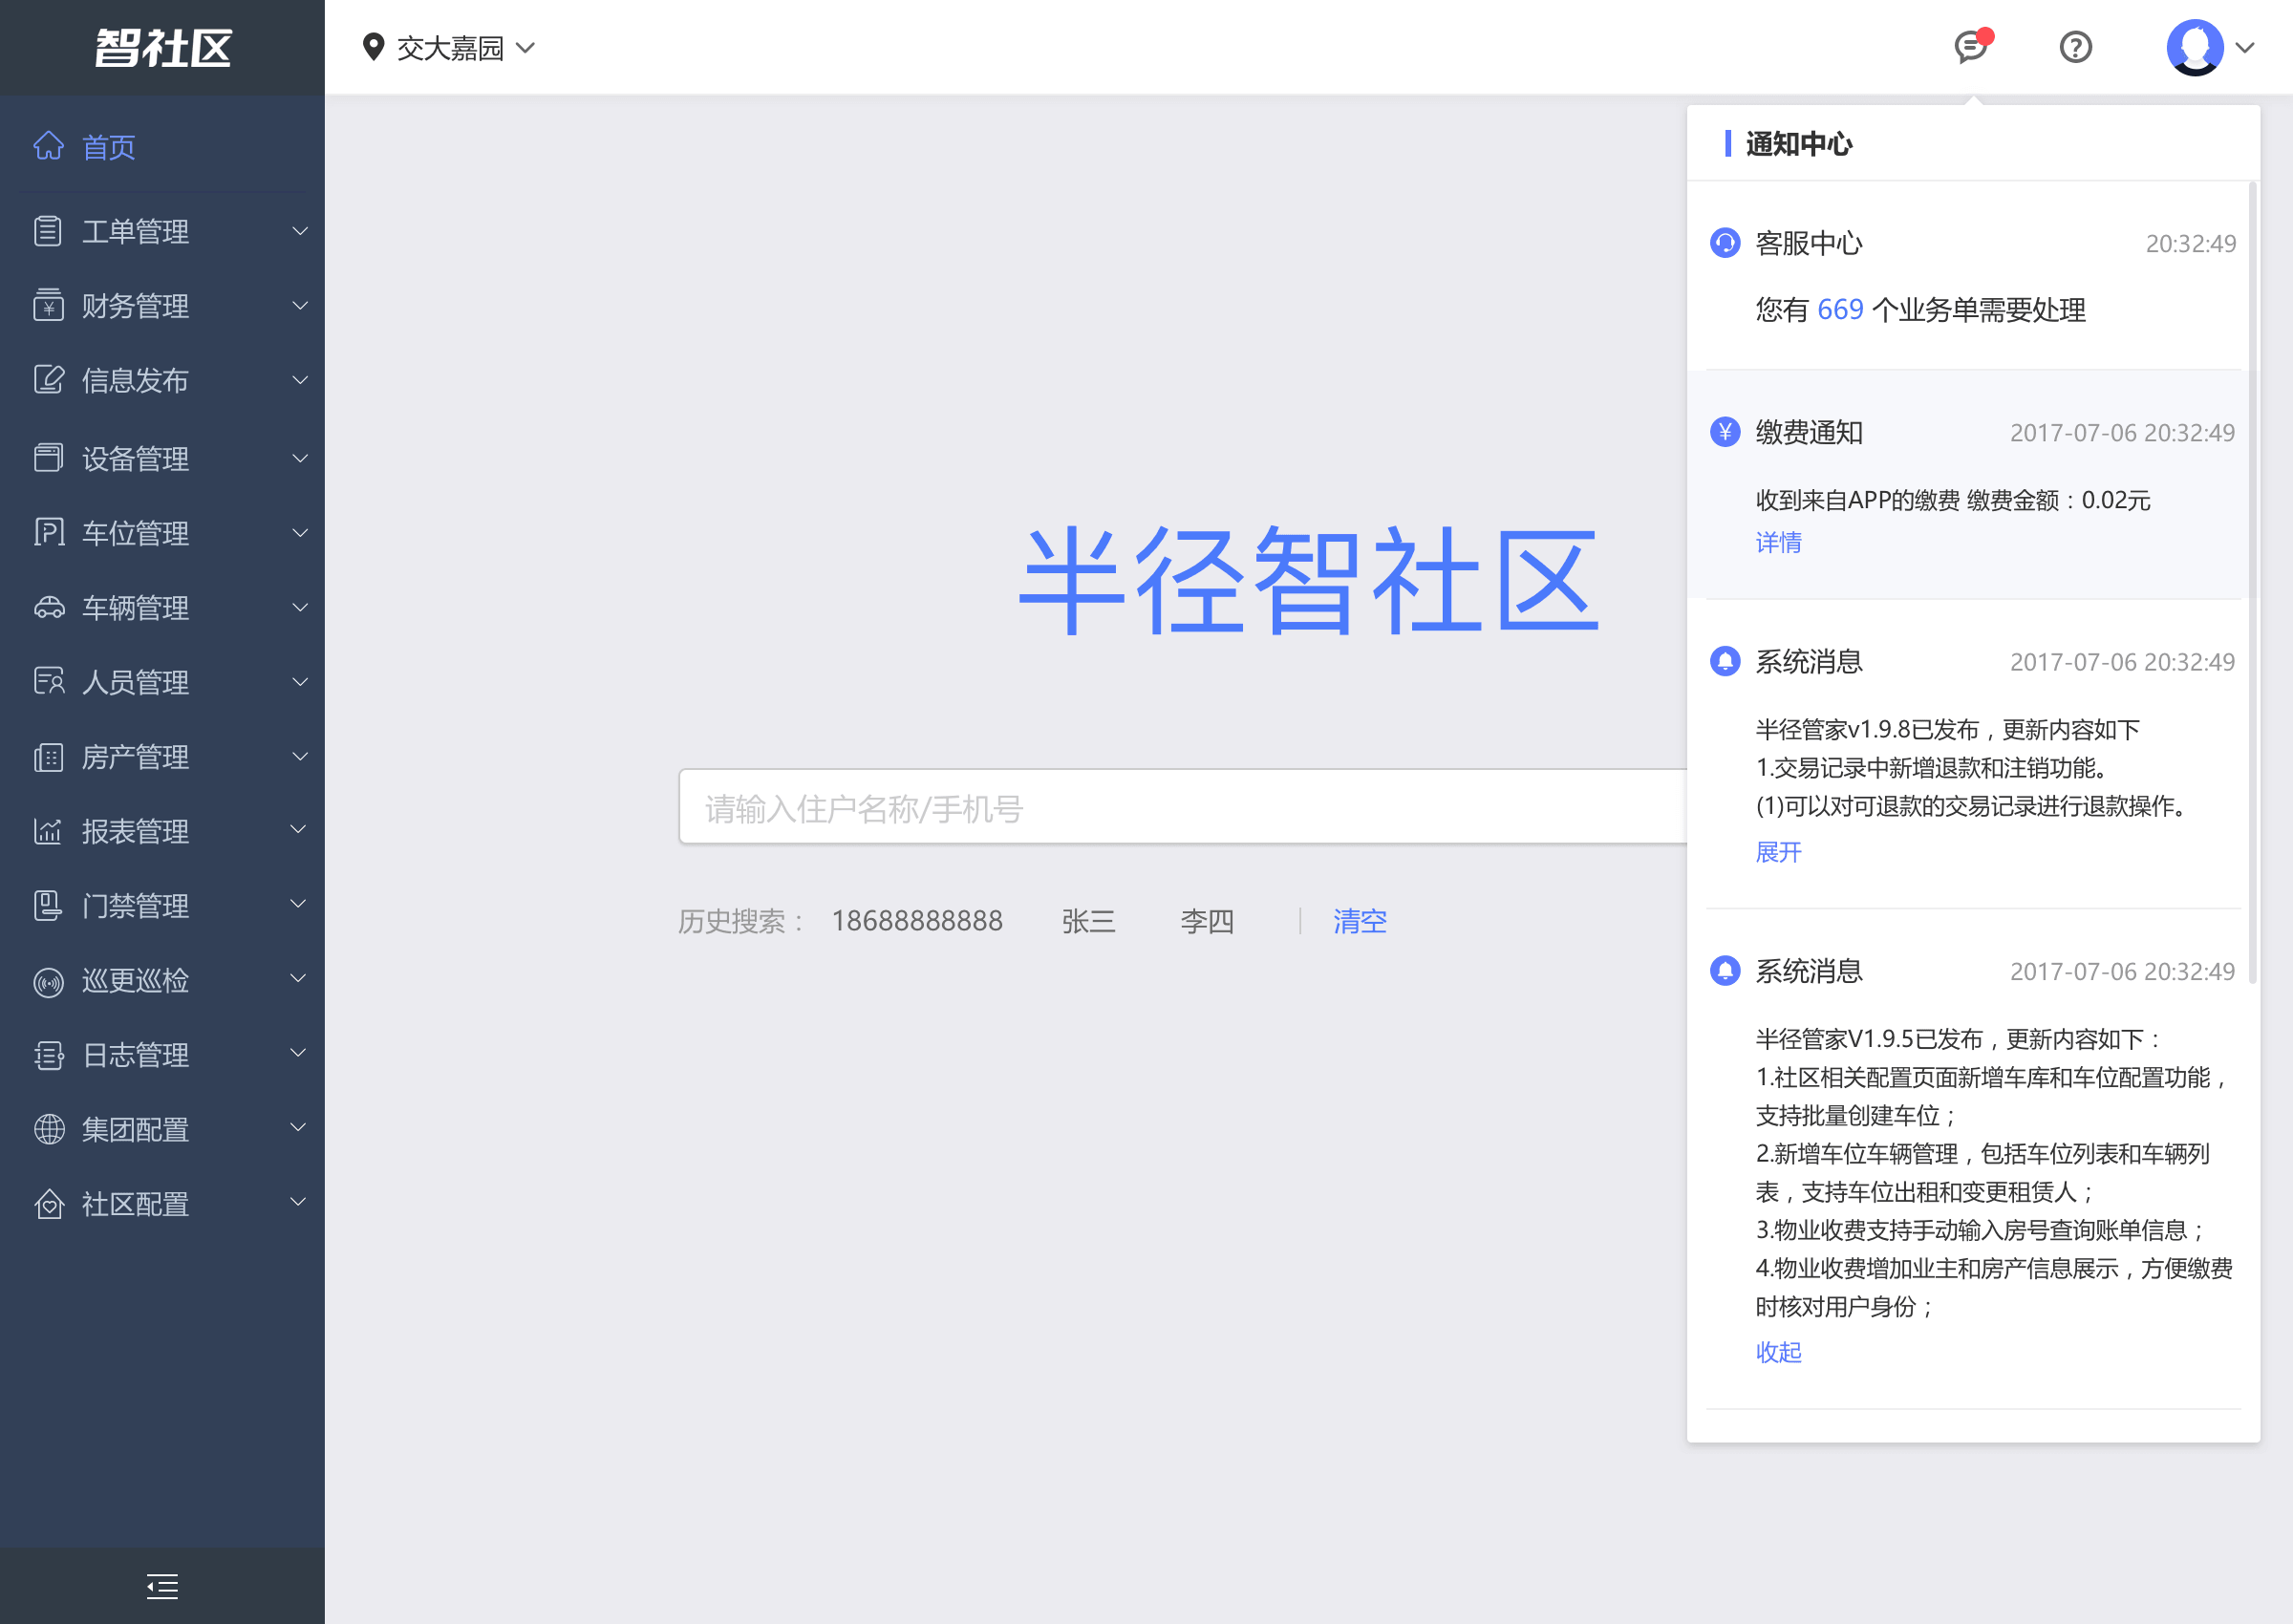 智社区
首页
工单管理
财务管理
信息发布
设备管理
车位管理
车辆管理
人员管理
房产管理
报表管理
门禁管理
巡更巡检
日志管理
集团配置
社区配置
交大嘉园
半径智社区
请输入住户名称/手机号
历史搜索： 18688888888 张三 李四 清空
通知中心
客服中心 20:32:49
您有 669 个业务单需要处理
缴费通知 2017-07-06 20:32:49
收到来自APP的缴费 缴费金额：0.02元
详情
系统消息 2017-07-06 20:32:49
半径管家v1.9.8已发布，更新内容如下
1.交易记录中新增退款和注销功能。
(1)可以对可退款的交易记录进行退款操作。
展开
系统消息 2017-07-06 20:32:49
半径管家V1.9.5已发布，更新内容如下：
1.社区相关配置页面新增车库和车位配置功能，
支持批量创建车位；
2.新增车位车辆管理，包括车位列表和车辆列
表，支持车位出租和变更租赁人；
3.物业收费支持手动输入房号查询账单信息；
4.物业收费增加业主和房产信息展示，方便缴费
时核对用户身份；
收起